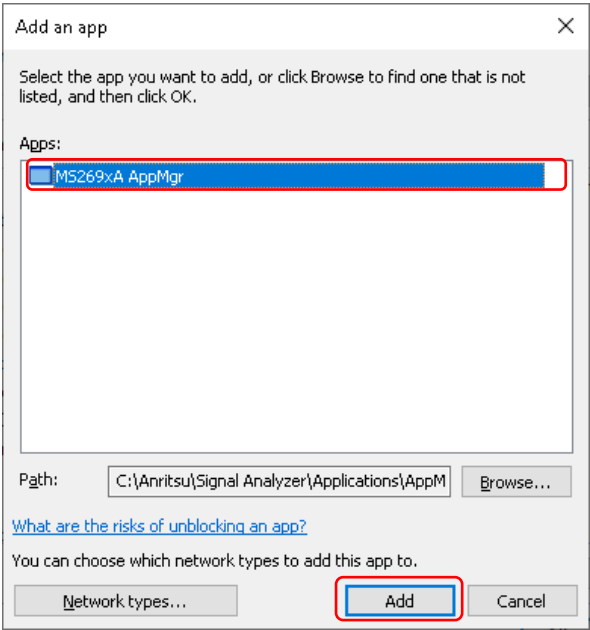 Add an app
Select the app you want to add, or click Browse to find one that is not
listed, and then click OK.
Apps:
MS269xA AppMgr
Path:
C:\Anritsu\Signal Analyzer\Applications\AppM
Browse...
What are the risks of unblocking an app?
You can choose which network types to add this app to.
Network types...
Add
Cancel